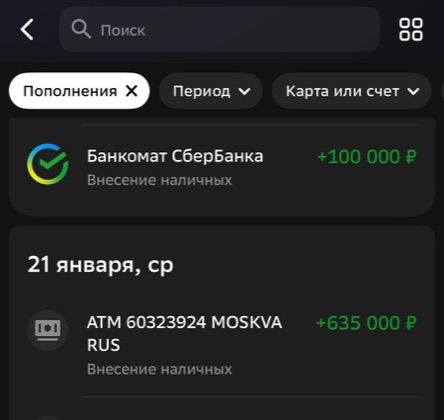 Поиск
Пополнения ✕ Период Карта или счет
Банкомат СберБанка +100 000 ₽
Внесение наличных
21 января, ср
ATM 60323924 MOSKVA +635 000 ₽
RUS
Внесение наличных